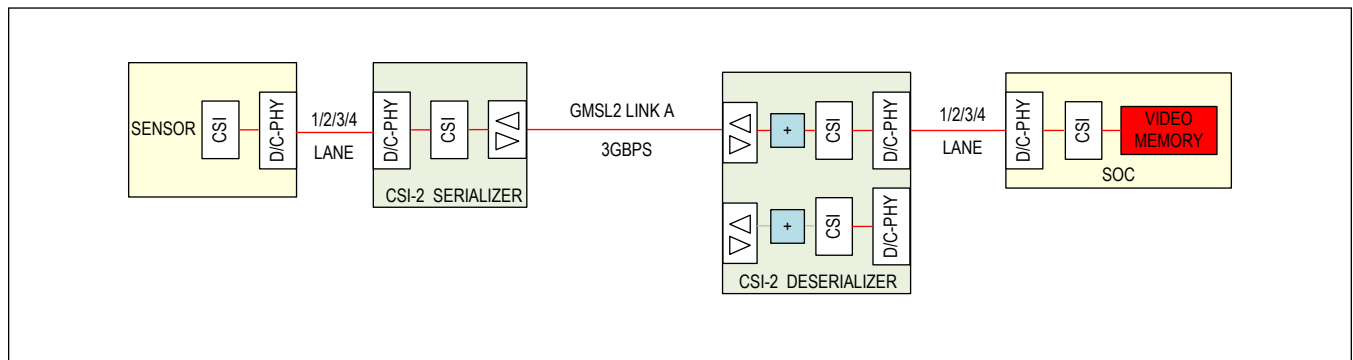 SENSOR
CSI
D/C-PHY
1/2/3/4
LANE
D/C-PHY
CSI
CSI-2 SERIALIZER
GMSL2 LINK A
3GBPS
+
CSI
D/C-PHY
+
CSI
D/C-PHY
CSI-2 DESERIALIZER
1/2/3/4
LANE
D/C-PHY
CSI
VIDEO
MEMORY
SOC